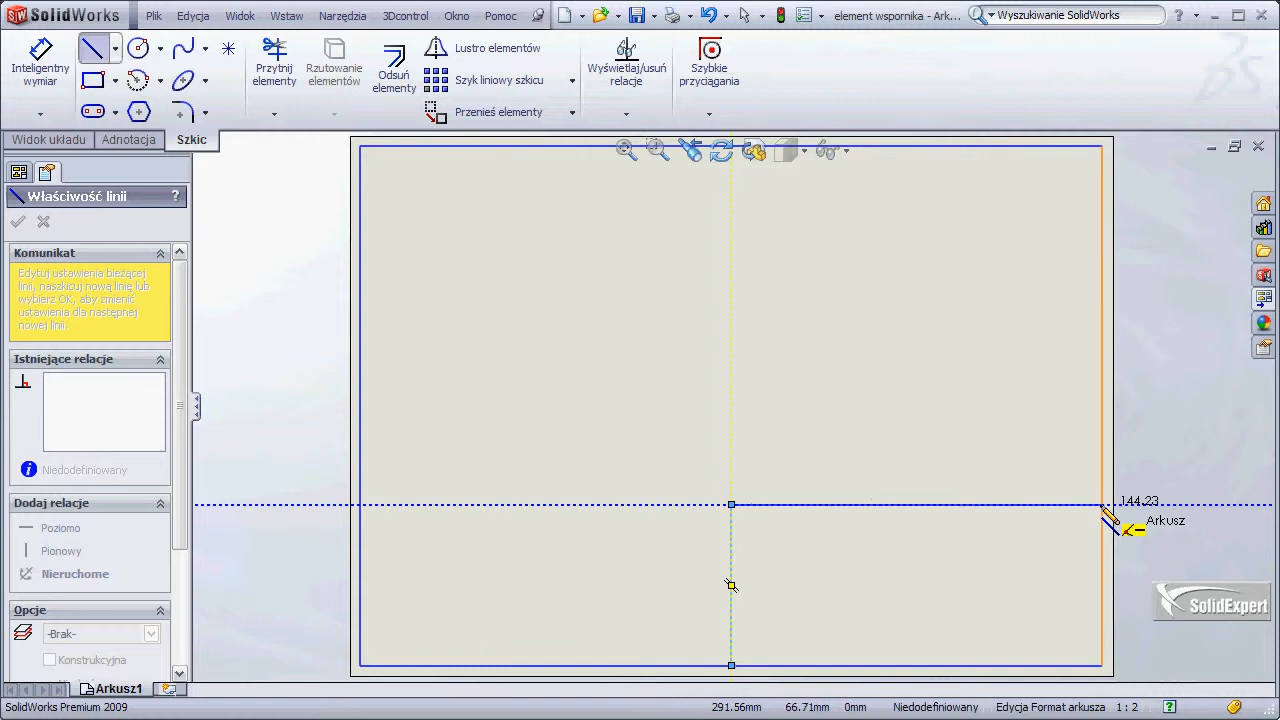 SolidWorks
Plik Edycja Widok Wstaw Narzędzia 3Dcontrol Okno Pomoc
element wspornika - Ark...
Wyszukiwanie SolidWorks
Inteligentny
wymiar
Przytnij
elementy
Rzutowanie
elementów
Odsuń
elementy
Lustro elementów
Szyk liniowy szkicu
Przenieś elementy
Wyświetlaj/usuń
relacje
Szybkie
przyciągania
Widok układu
Adnotacja
Szkic
Właściwość linii
?
Komunikat
Edytuj ustawienia bieżącej
linii, naszkicuj nową linię lub
wybierz OK, aby zmienić
ustawienia dla następnej
nowej linii.
Istniejące relacje
Niedodefiniowany
Dodaj relacje
Poziomo
Pionowy
Nieruchome
Opcje
-Brak-
Konstrukcyjna
144.23
Arkusz
SolidExpert
Arkusz1
SolidWorks Premium 2009
291.56mm 66.71mm 0mm Niedodefiniowany Edycja Format arkusza 1 : 2